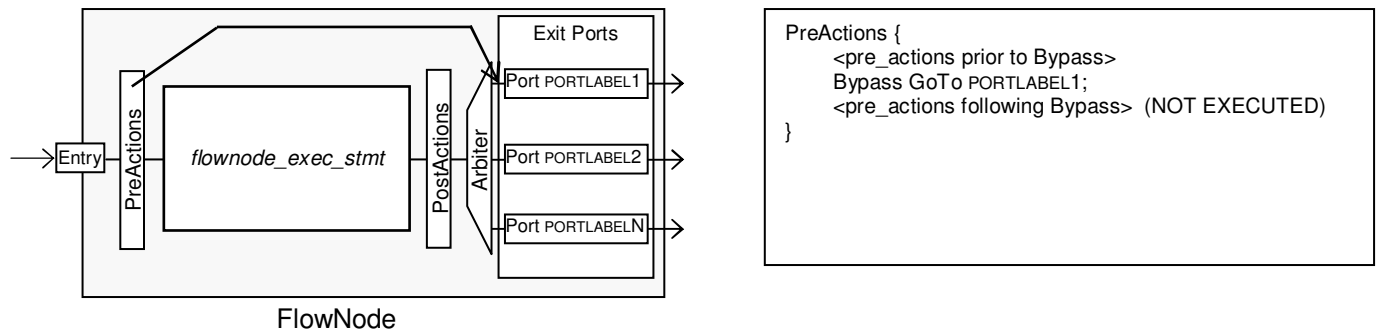 Exit Ports
Port PORTLABEL1
Entry
PreActions
flownode_exec_stmt
PostActions
Arbiter
Port PORTLABEL2
Port PORTLABELN
FlowNode
PreActions {
<pre_actions prior to Bypass>
Bypass GoTo PORTLABEL1;
<pre_actions following Bypass> (NOT EXECUTED)
}